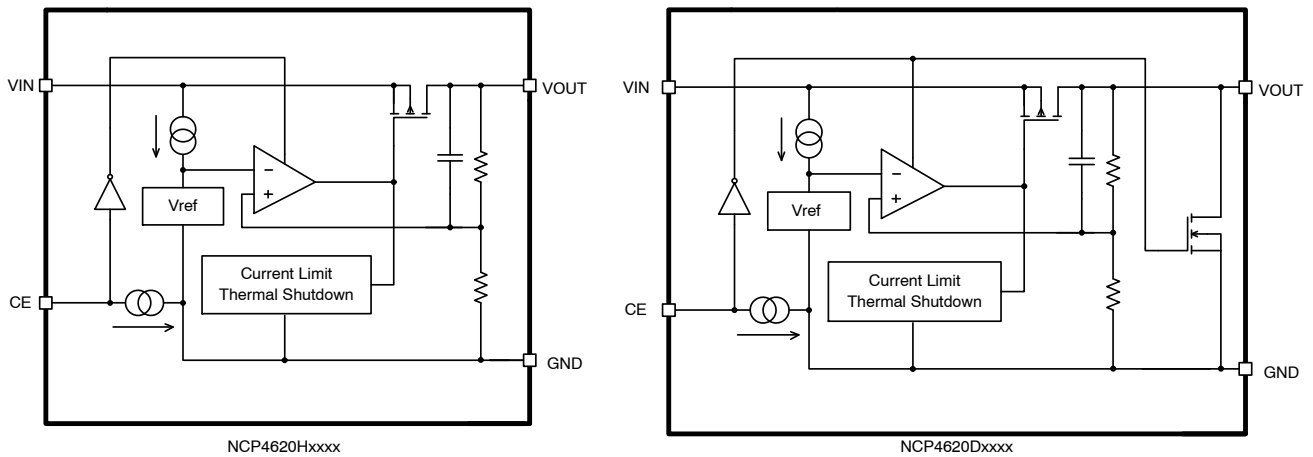 VIN
VOUT
−
+
Vref
Current Limit
Thermal Shutdown
CE
GND
NCP4620Hxxxx
VIN
VOUT
−
+
Vref
Current Limit
Thermal Shutdown
CE
GND
NCP4620Dxxxx